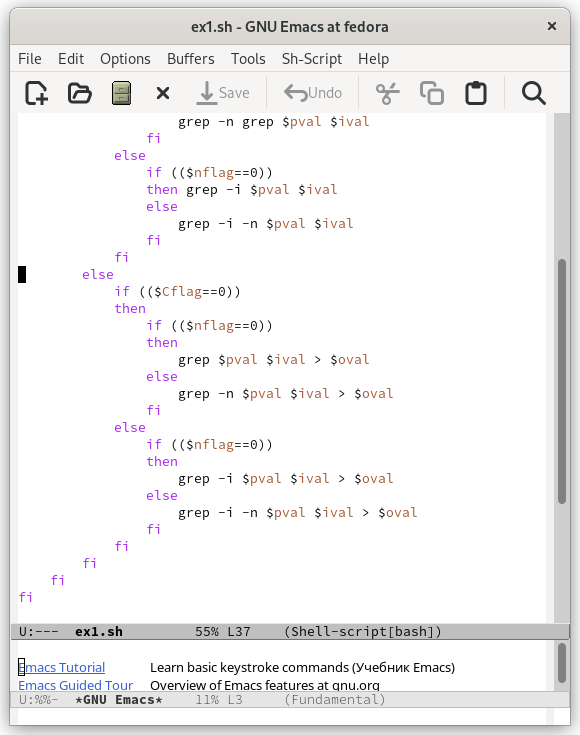 ex1.sh - GNU Emacs at fedora
File Edit Options Buffers Tools Sh-Script Help
Save Undo
grep -n grep $pval $ival
fi
else
if (($nflag==0))
then grep -i $pval $ival
else
grep -i -n $pval $ival
fi
fi
else
if (($Cflag==0))
then
if (($nflag==0))
then
grep $pval $ival > $oval
else
grep -n $pval $ival > $oval
fi
else
if (($nflag==0))
then
grep -i $pval $ival > $oval
else
grep -i -n $pval $ival > $oval
fi
fi
fi
fi
fi
U:--- ex1.sh 55% L37 (Shell-script[bash])
Emacs Tutorial Learn basic keystroke commands (Учебник Emacs)
Emacs Guided Tour Overview of Emacs features at gnu.org
U:%%- *GNU Emacs* 11% L3 (Fundamental)